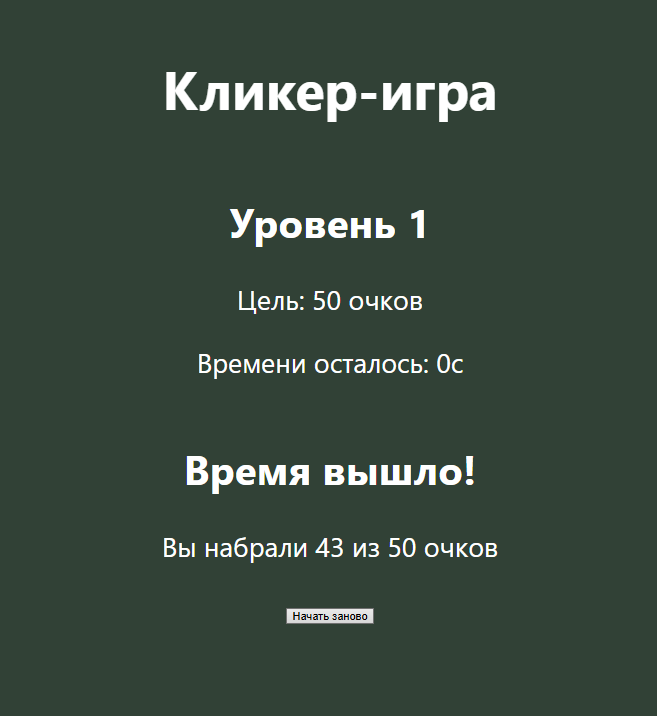 Кликер-игра
Уровень 1
Цель: 50 очков
Времени осталось: 0с
Время вышло!
Вы набрали 43 из 50 очков
Начать заново